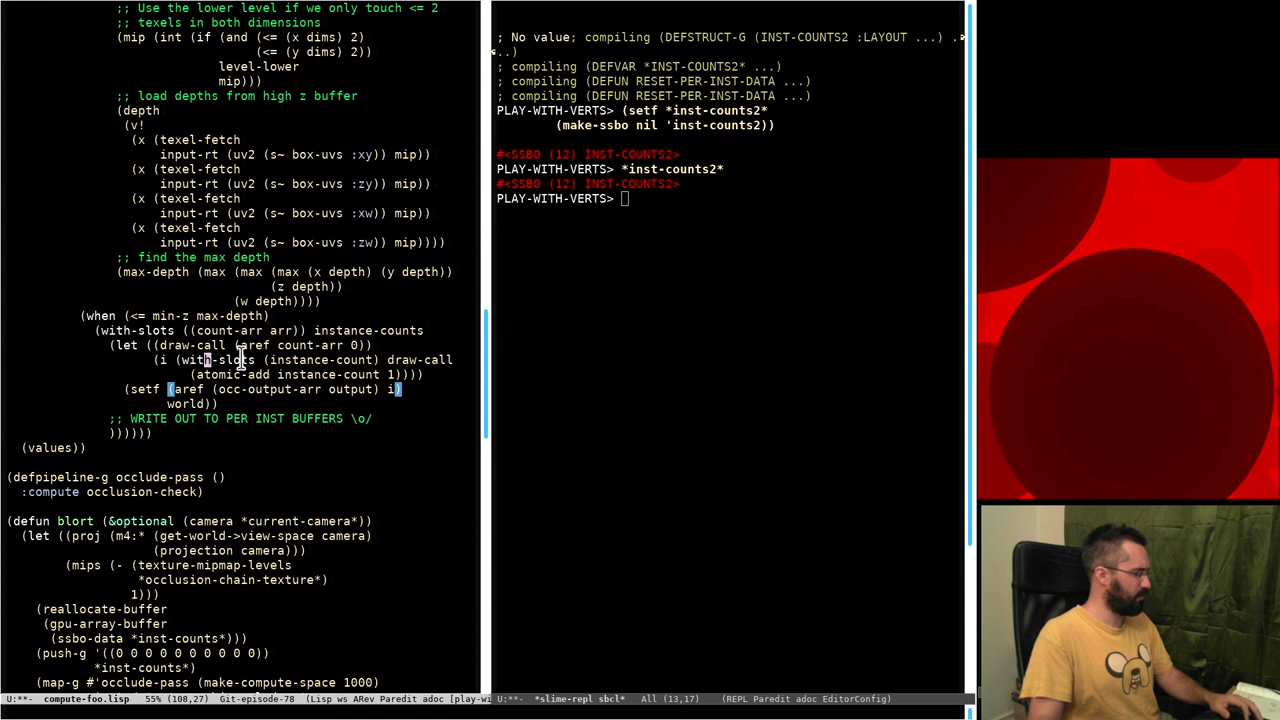 ;; Use the lower level if we only touch <= 2
;; texels in both dimensions
(mip (int (if (and (<= (x dims) 2)
(<= (y dims) 2))
level-lower
mip)))
;; load depths from high z buffer
(depth
(v!
(x (texel-fetch
input-rt (uv2 (s~ box-uvs :xy)) mip))
(x (texel-fetch
input-rt (uv2 (s~ box-uvs :zy)) mip))
(x (texel-fetch
input-rt (uv2 (s~ box-uvs :xw)) mip))
(x (texel-fetch
input-rt (uv2 (s~ box-uvs :zw)) mip))))
;; find the max depth
(max-depth (max (max (max (x depth) (y depth))
(z depth))
(w depth))))
(when (<= min-z max-depth)
(with-slots ((count-arr arr)) instance-counts
(let ((draw-call (aref count-arr 0))
(i (with-slots (instance-count) draw-call
(atomic-add instance-count 1))))
(setf (aref (occ-output-arr output) i)
world))
;; WRITE OUT TO PER INST BUFFERS \o/
))))))
(values))
(defpipeline-g occlude-pass ()
:compute occlusion-check)
(defun blort (&optional (camera *current-camera*))
(let ((proj (m4:* (get-world->view-space camera)
(projection camera)))
(mips (- (texture-mipmap-levels
*occlusion-chain-texture*)
1)))
(reallocate-buffer
(gpu-array-buffer
(ssbo-data *inst-counts*)))
(push-g '((0 0 0 0 0 0 0 0 0 0))
*inst-counts*)
(map-g #'occlude-pass (make-compute-space 1000)
U:**- compute-foo.lisp 55% (108,27) Git-episode-78 (Lisp ws ARev Paredit adoc [play-wi
; No value; compiling (DEFSTRUCT-G (INST-COUNTS2 :LAYOUT ...) .
..)
; compiling (DEFVAR *INST-COUNTS2* ...)
; compiling (DEFUN RESET-PER-INST-DATA ...)
; compiling (DEFUN RESET-PER-INST-DATA ...)
PLAY-WITH-VERTS> (setf *inst-counts2*
(make-ssbo nil 'inst-counts2))
#<SSBO (12) INST-COUNTS2>
PLAY-WITH-VERTS> *inst-counts2*
#<SSBO (12) INST-COUNTS2>
PLAY-WITH-VERTS>
U:**- *slime-repl sbcl* All (13,17) (REPL Paredit adoc EditorConfig)